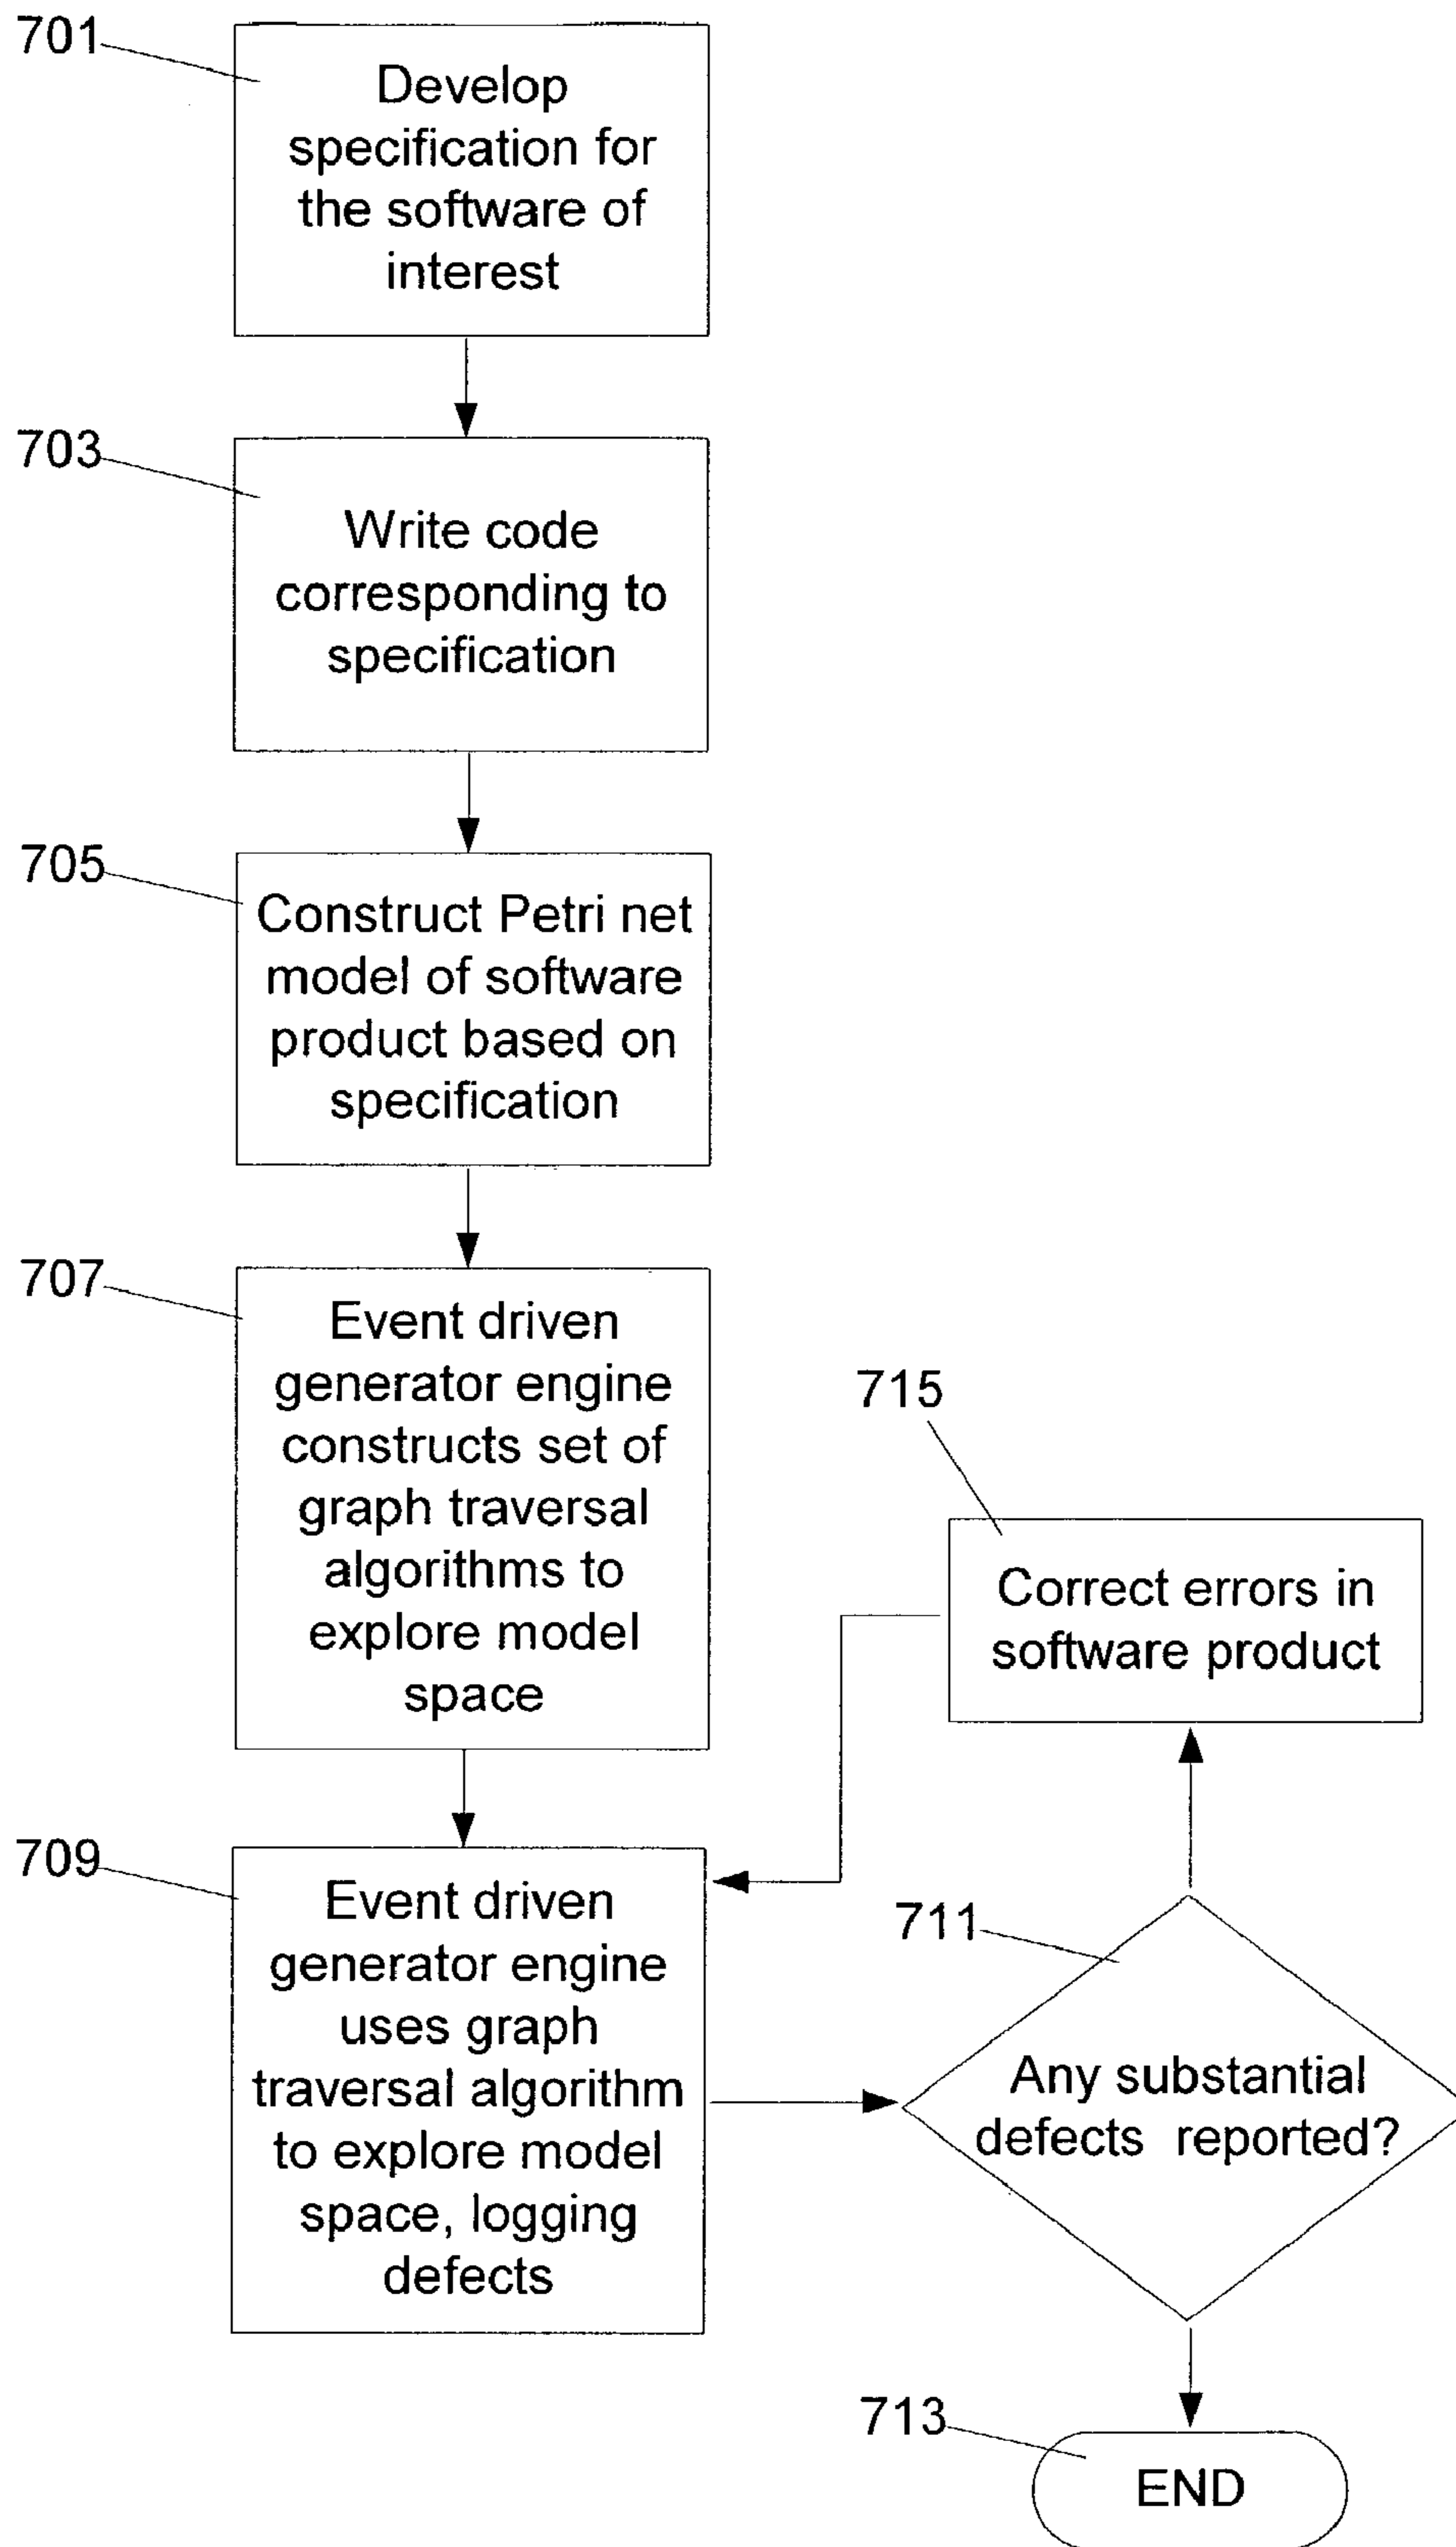 701
Develop
specification for
the software of
interest
703
Write code
corresponding to
specification
705
Construct Petri net
model of software
product based on
specification
707
Event driven
generator engine
constructs set of
graph traversal
algorithms to
explore model
space
715
Correct errors in
software product
709
Event driven
generator engine
uses graph
traversal algorithm
to explore model
space, logging
defects
711
Any substantial
defects reported?
713
END